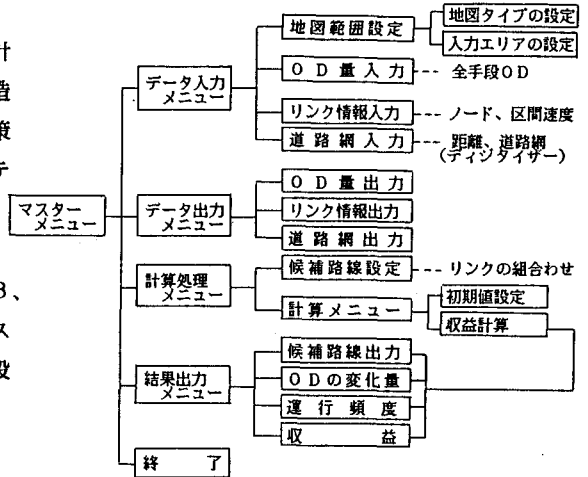 計
造
策
テ
3、
ス
設
マスター
メニュー
データ入力
メニュー
地図範囲設定
地図タイプの設定
入力エリアの設定
OD量入力
全手段OD
リンク情報入力
ノード、区間速度
道路網入力
距離、道路網
(ディジタイザー)
データ出力
メニュー
OD量出力
リンク情報出力
道路網出力
計算処理
メニュー
候補路線設定
リンクの組合わせ
計算メニュー
初期値設定
収益計算
結果出力
メニュー
候補路線出力
ODの変化量
運行頻度
収益
終了